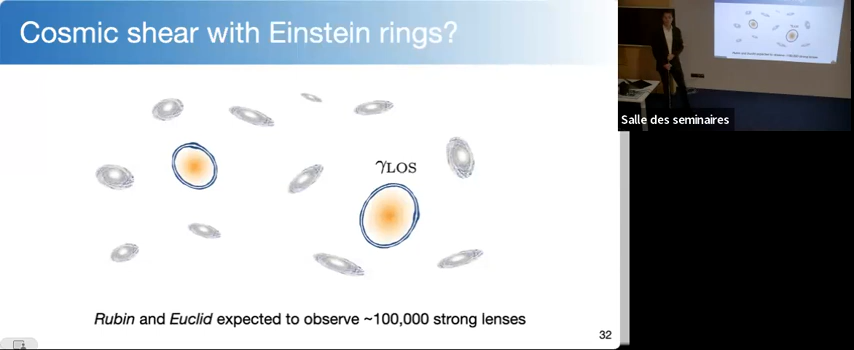 Cosmic shear with Einstein rings?
γLOS
Rubin and Euclid expected to observe ~100,000 strong lenses
32
Salle des seminaires